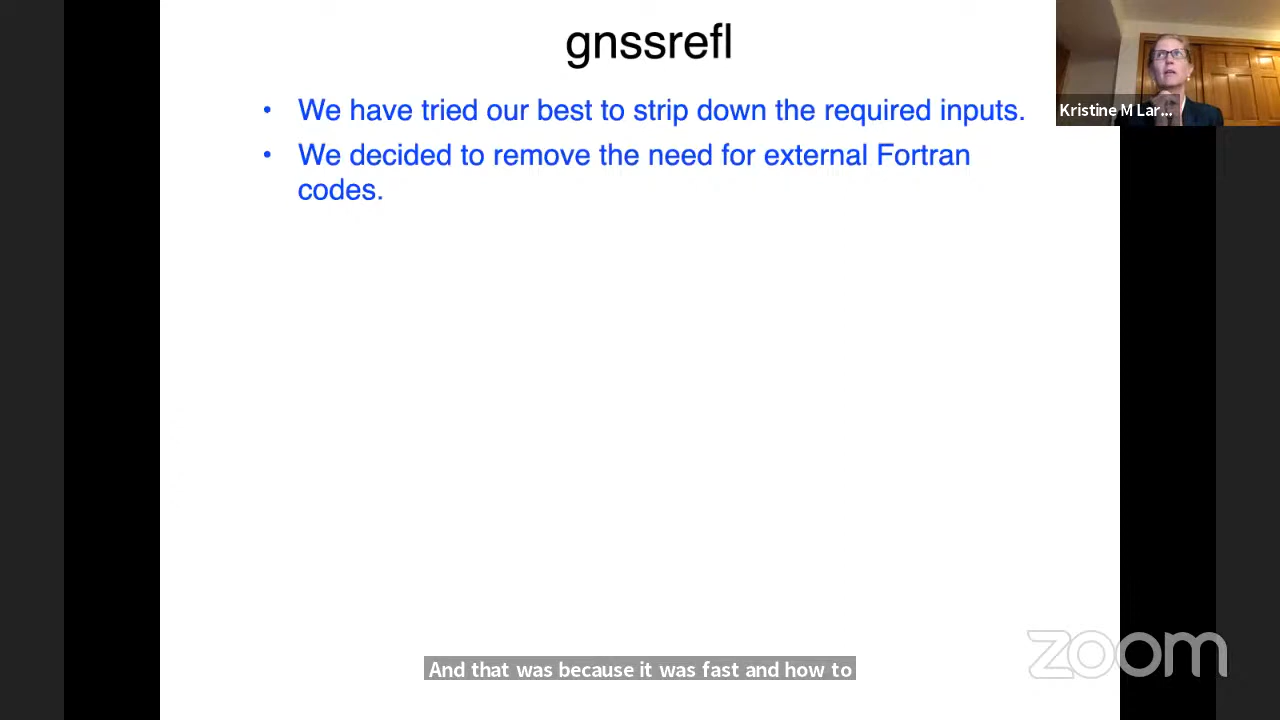 gnssrefl
• We have tried our best to strip down the required inputs.
• We decided to remove the need for external Fortran
codes.
Kristine M Lar...
And that was because it was fast and how to
zoom